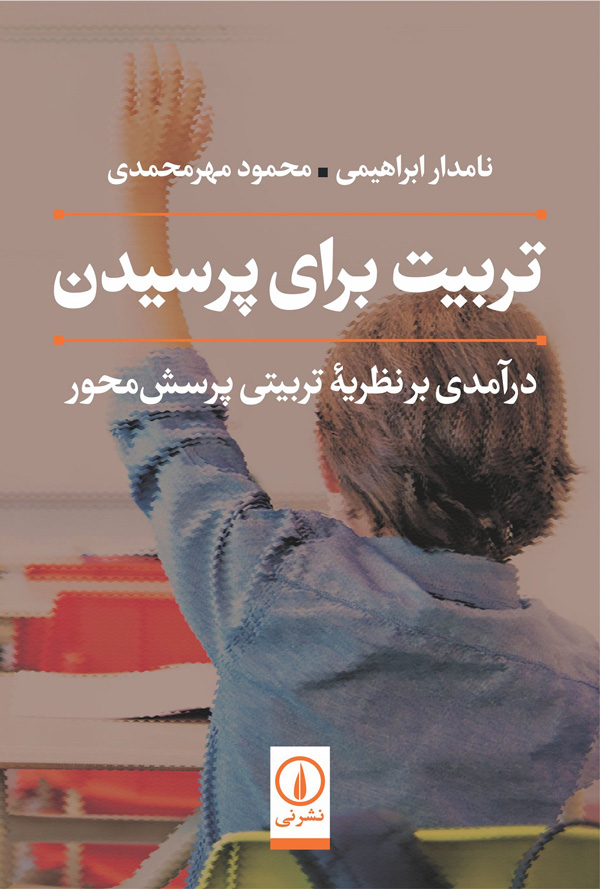 نامدار ابراهیمی ■ محمود مهرمحمدی
تربیت برای پرسیدن
درآمدی بر نظریهٔ تربیتی پرسش‌محور
نشرنی